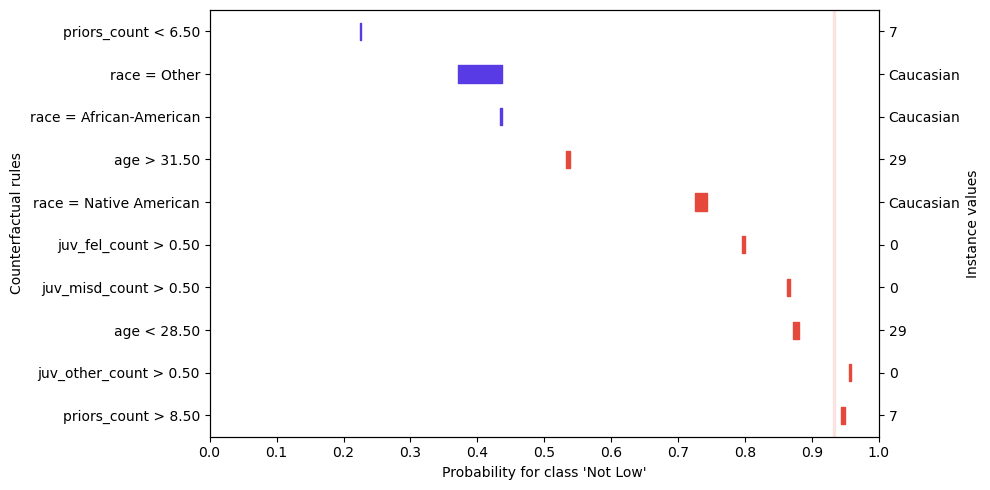 priors_count < 6.50
7
race = Other
Caucasian
race = African-American
Caucasian
age > 31.50
29
race = Native American
Caucasian
juv_fel_count > 0.50
0
juv_misd_count > 0.50
0
age < 28.50
29
juv_other_count > 0.50
0
priors_count > 8.50
7
Counterfactual rules
Instance values
0.0 0.1 0.2 0.3 0.4 0.5 0.6 0.7 0.8 0.9 1.0
Probability for class 'Not Low'